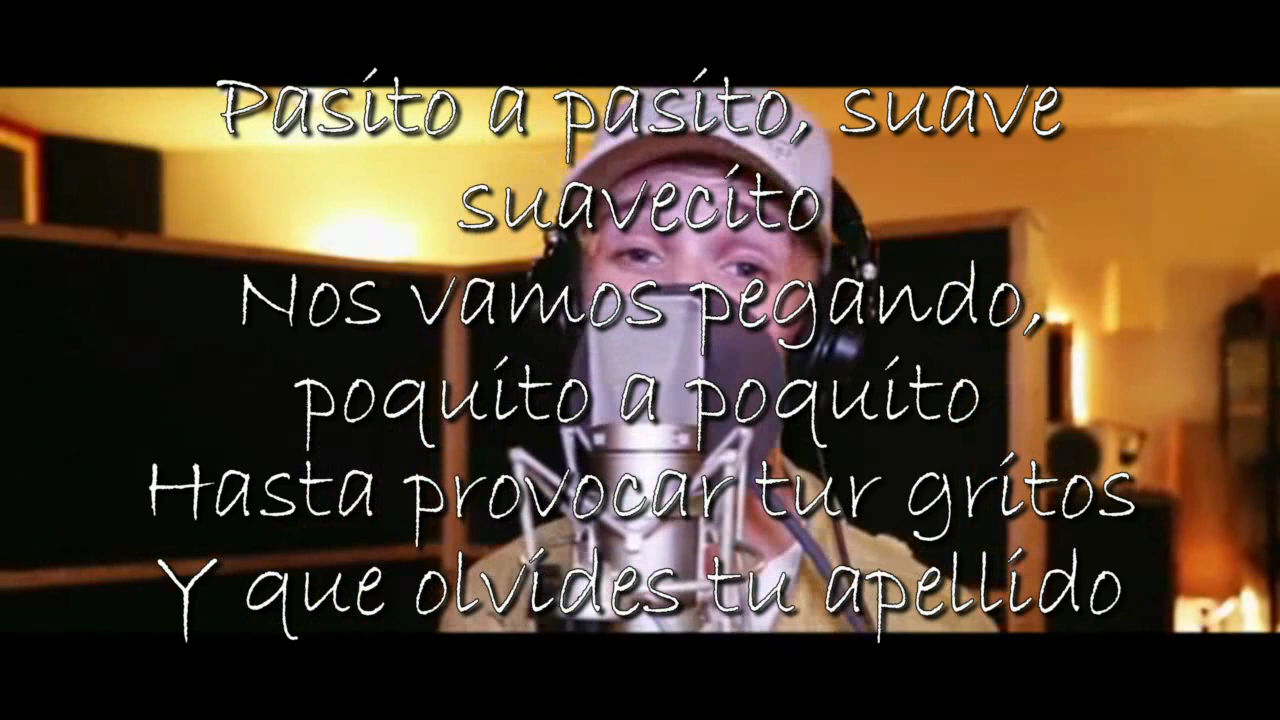 Pasito a pasito, suave
suavecito
Nos vamos pegando,
poquito a poquito
Hasta provocar tur gritos
Y que olvides tu apellido